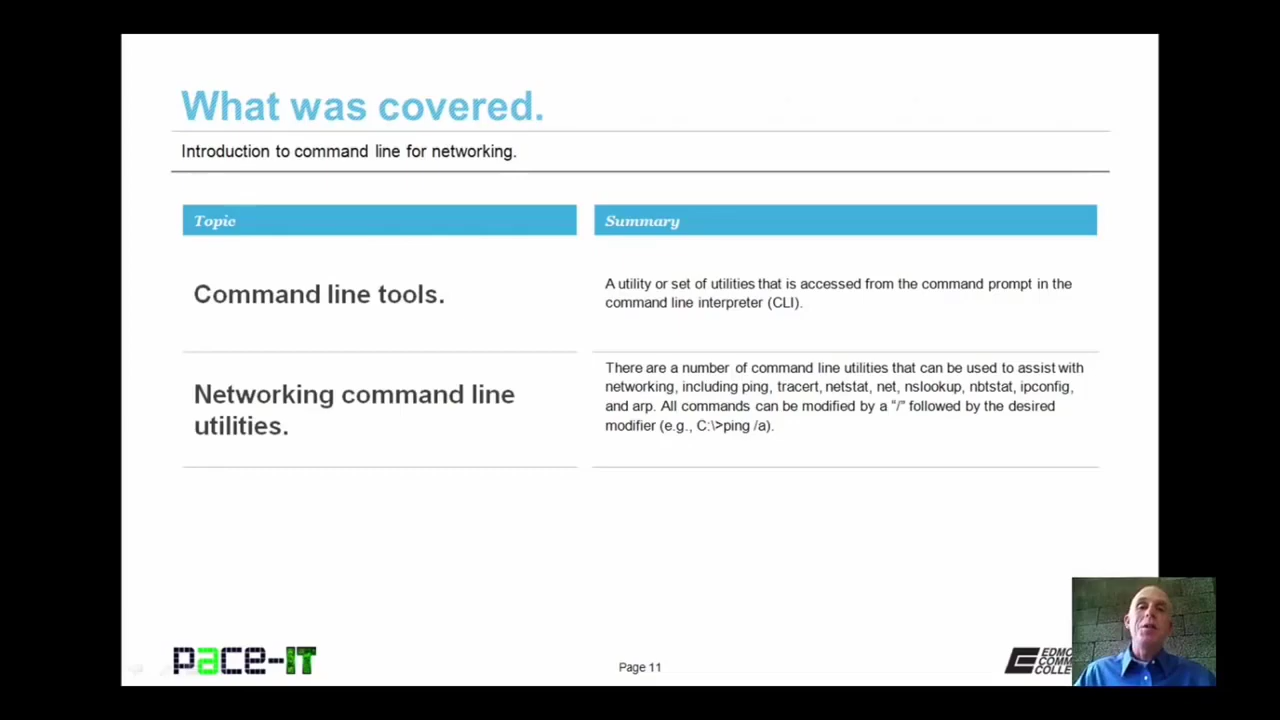 What was covered.
Introduction to command line for networking.
Topic
Summary
Command line tools.
A utility or set of utilities that is accessed from the command prompt in the
command line interpreter (CLI).
Networking command line
utilities.
There are a number of command line utilities that can be used to assist with
networking, including ping, tracert, netstat, net, nslookup, nbtstat, ipconfig,
and arp. All commands can be modified by a “/” followed by the desired
modifier (e.g., C:\>ping /a).
pace-IT
Page 11